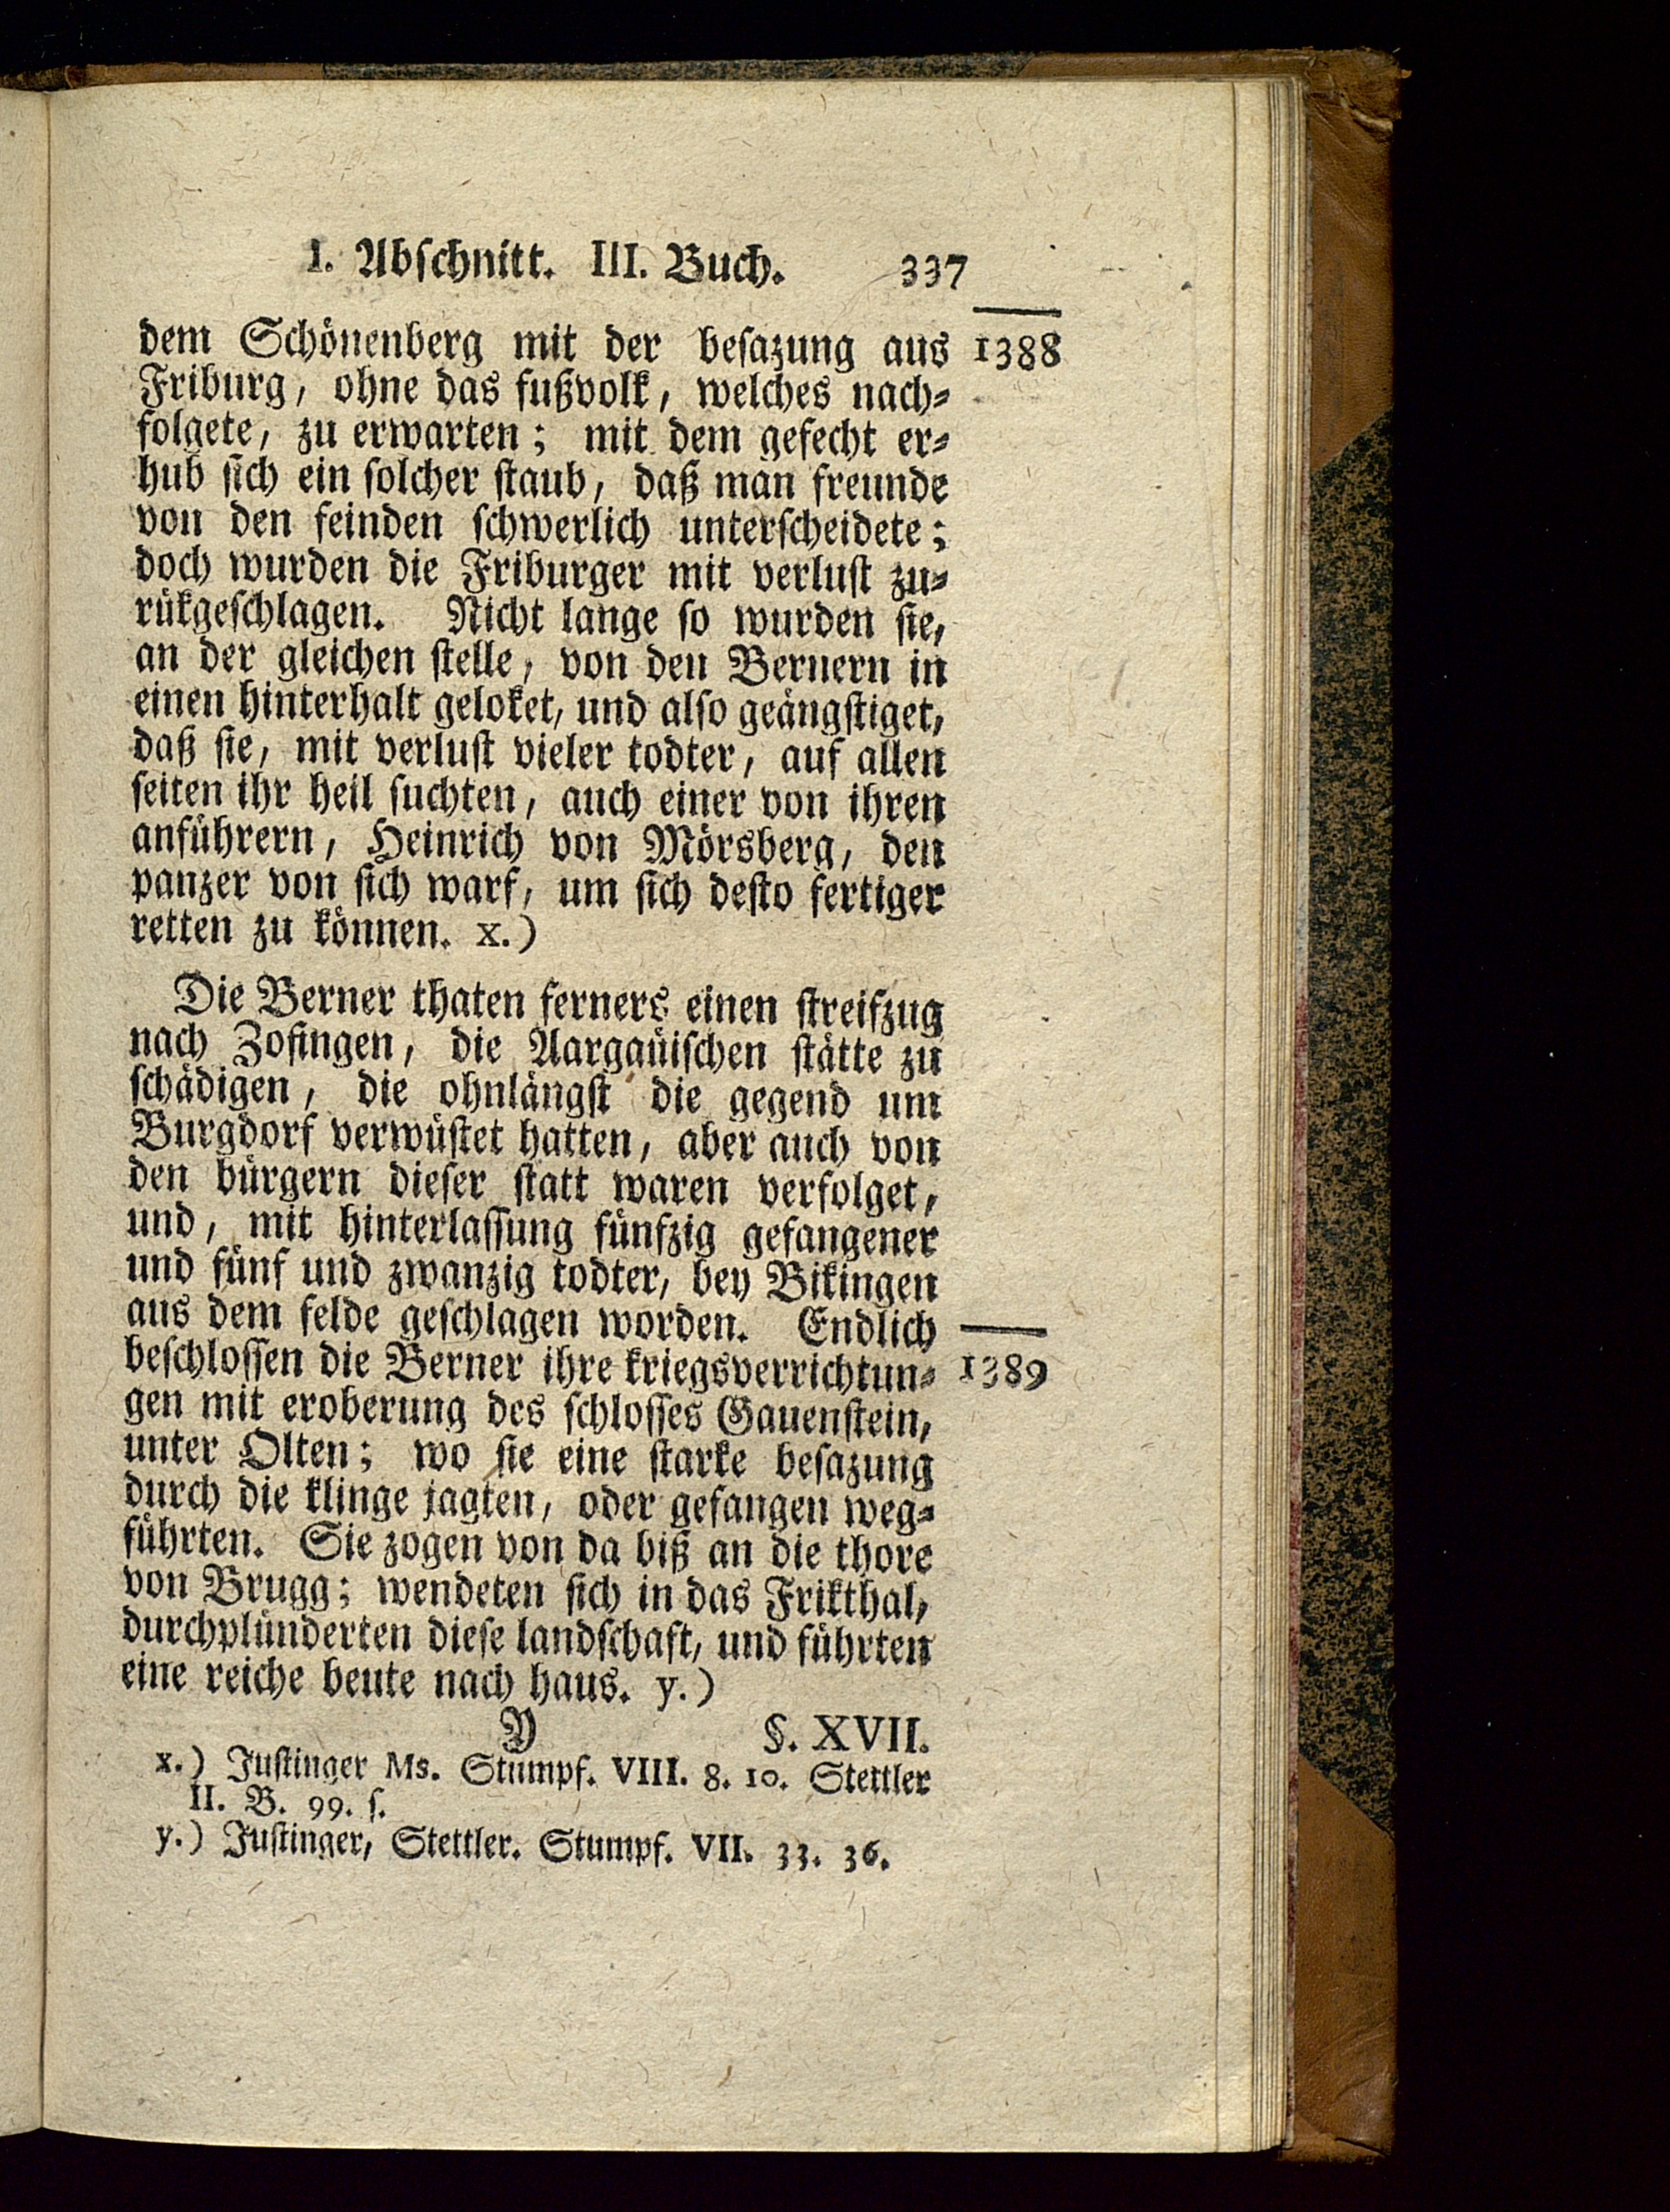 I. Abſchnitt. III. Buch. 337
dem Schönenberg mit der beſazung aus 1388
Friburg, ohne das fußvolk, welches nach-
folgete, zu erwarten; mit dem gefecht er-
hub ſich ein ſolcher ſtaub, daß man freunde
von den feinden ſchwerlich unterſcheidete;
doch wurden die Friburger mit verluſt zu-
rükgeſchlagen. Nicht lange ſo wurden ſie,
an der gleichen ſtelle, von den Bernern in
einen hinterhalt geloket, und alſo geängſtiget,
daß ſie, mit verluſt vieler todter, auf allen
ſeiten ihr heil ſuchten, auch einer von ihren
anführern, Heinrich von Mörsberg, den
panzer von ſich warf, um ſich deſto fertiger
retten zu können. x.)
Die Berner thaten ferners einen ſtreifzug
nach Zofingen, die Aargaüiſchen ſtätte zu
ſchädigen, die ohnlängſt die gegend um
Burgdorf verwüſtet hatten, aber auch von
den bürgern dieſer ſtatt waren verfolget,
und, mit hinterlaſſung fünfzig gefangener
und fünf und zwanzig todter, bey Bikingen
aus dem felde geſchlagen worden. Endlich
beſchloſſen die Berner ihre kriegsverrichtun- 1389
gen mit eroberung des ſchloſſes Gauenſtein,
unter Olten; wo ſie eine ſtarke beſazung
durch die klinge jagten, oder gefangen weg-
führten. Sie zogen von da biß an die thore
von Brugg; wendeten ſich in das Frikthal,
durchplünderten dieſe landſchaft, und führten
eine reiche beute nach haus. y.)
Y §. XVII.
x.) Juſtinger Ms. Stumpf. VIII. 8. 10. Stettler
II. B. 99. ſ.
y.) Juſtinger, Stettler. Stumpf. VII. 33. 36.